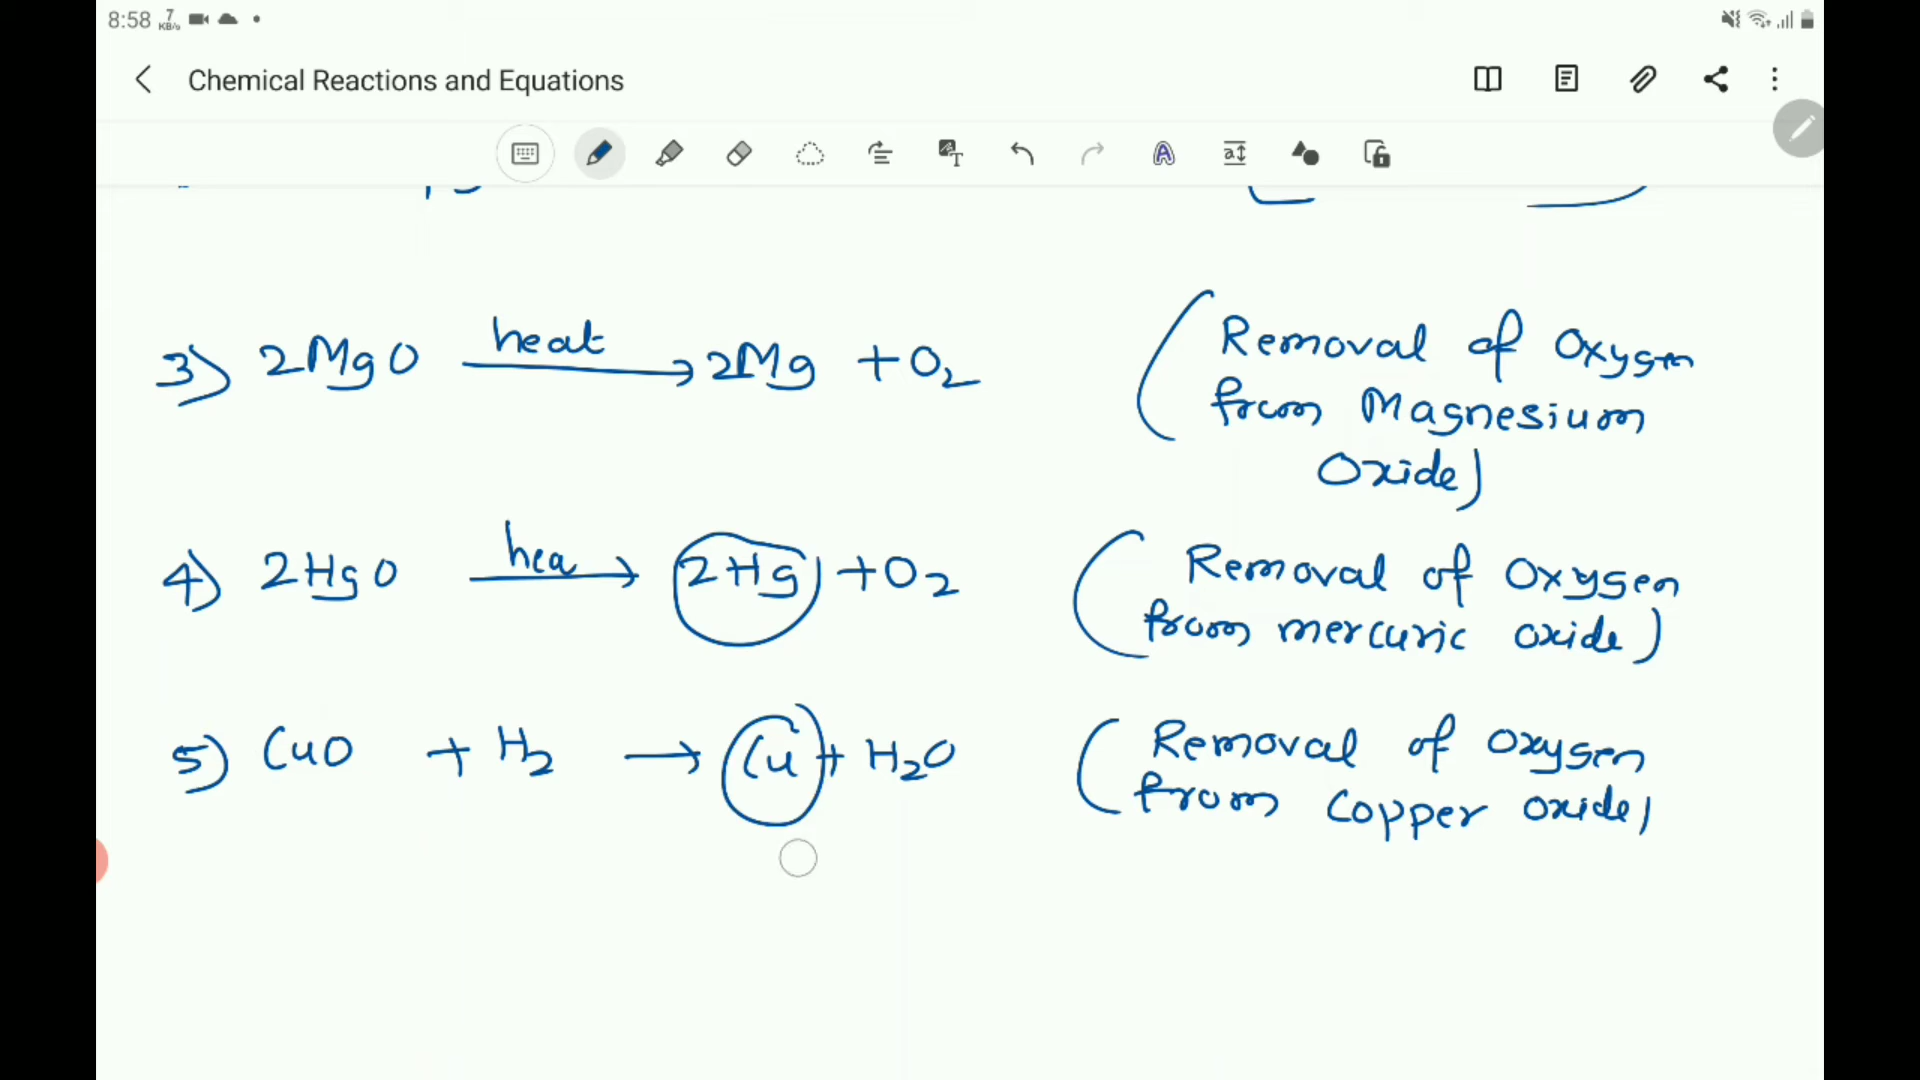 8:58 7 KB/s
Chemical Reactions and Equations
3) 2MgO heat → 2Mg + O₂ (Removal of Oxygen
from Magnesium
Oxide)
4) 2HgO hea → 2Hg + O₂ (Removal of Oxygen
from mercuric oxide)
5) CuO + H₂ → Cu + H₂O (Removal of oxygen
from Copper oxide)